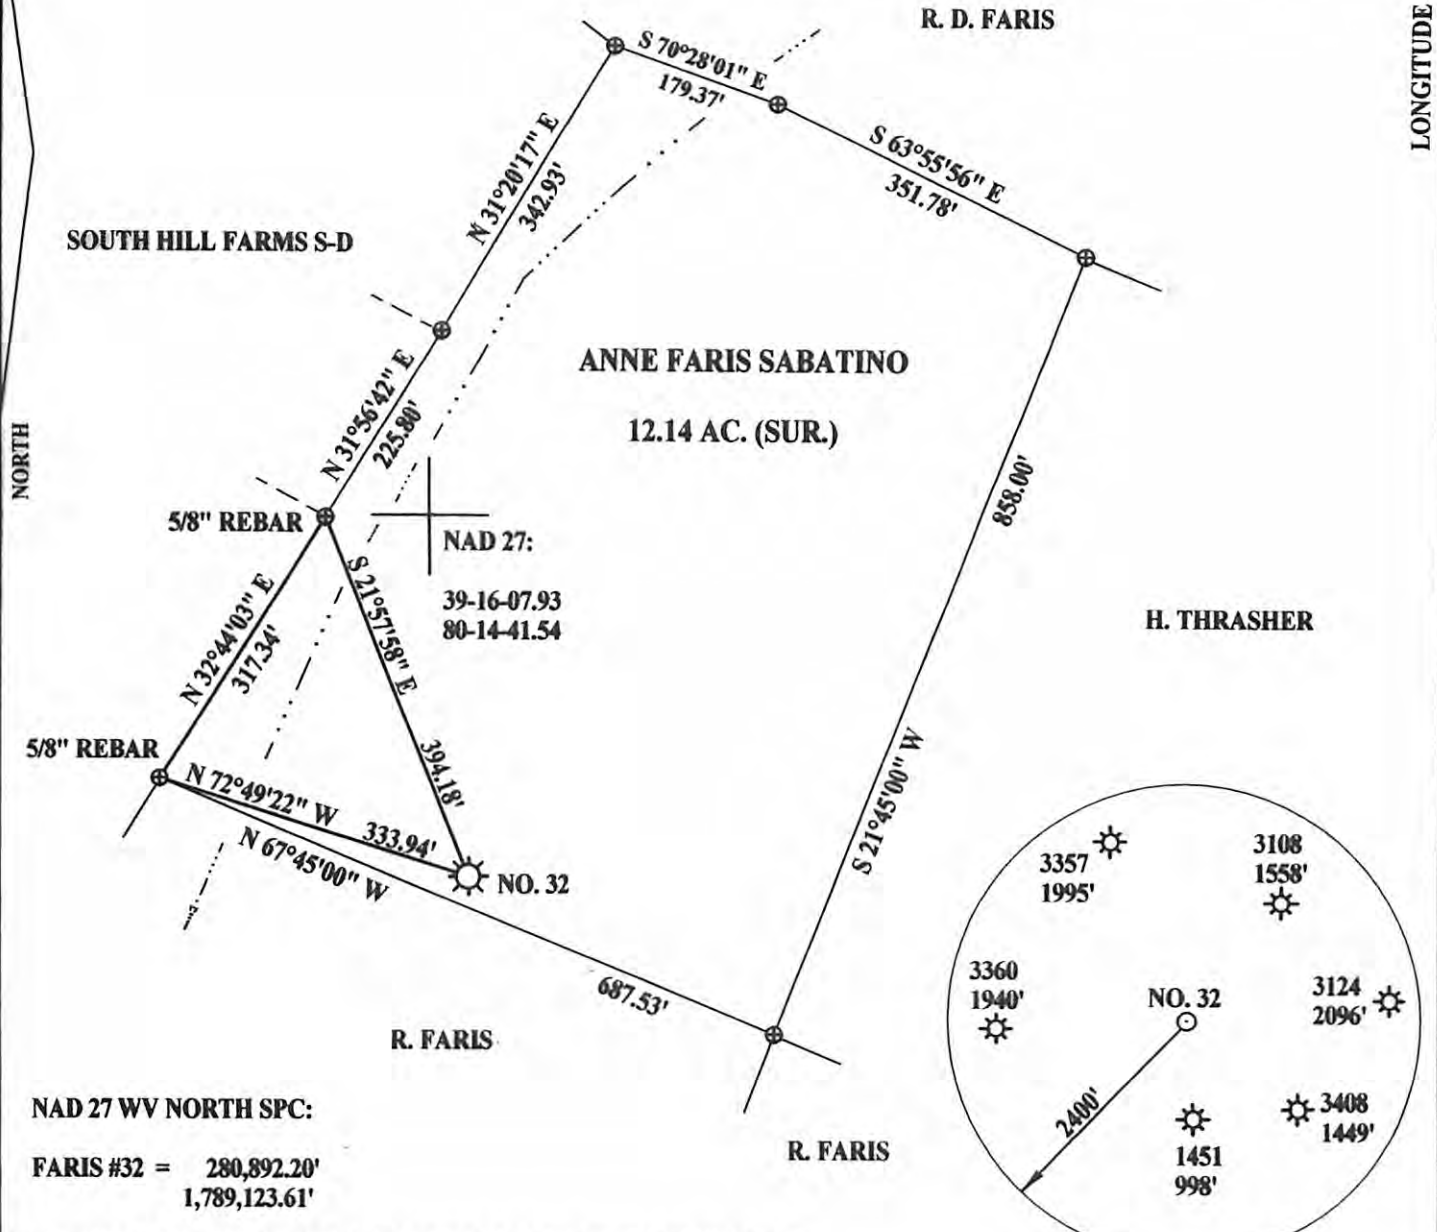 R. D. FARIS
LONGITUDE
S 70°28'01" E
179.37'
S 63°55'56" E
351.78'
N 31°20'17" E
342.93'
SOUTH HILL FARMS S-D
ANNE FARIS SABATINO
12.14 AC. (SUR.)
N 31°56'42" E
225.80'
NORTH
858.00'
5/8" REBAR
NAD 27:
39-16-07.93
80-14-41.54
S 21°57'58" E
394.18'
N 32°44'03" E
317.34'
H. THRASHER
5/8" REBAR
S 21°45'00" W
N 72°49'22" W
333.94'
N 67°45'00" W
687.53'
NO. 32
3357
1995'
3108
1558'
3360
1940'
NO. 32
3124
2096'
2400'
3408
1449'
1451
998'
R. FARIS
R. FARIS
NAD 27 WV NORTH SPC:
FARIS #32 = 280,892.20'
1,789,123.61'